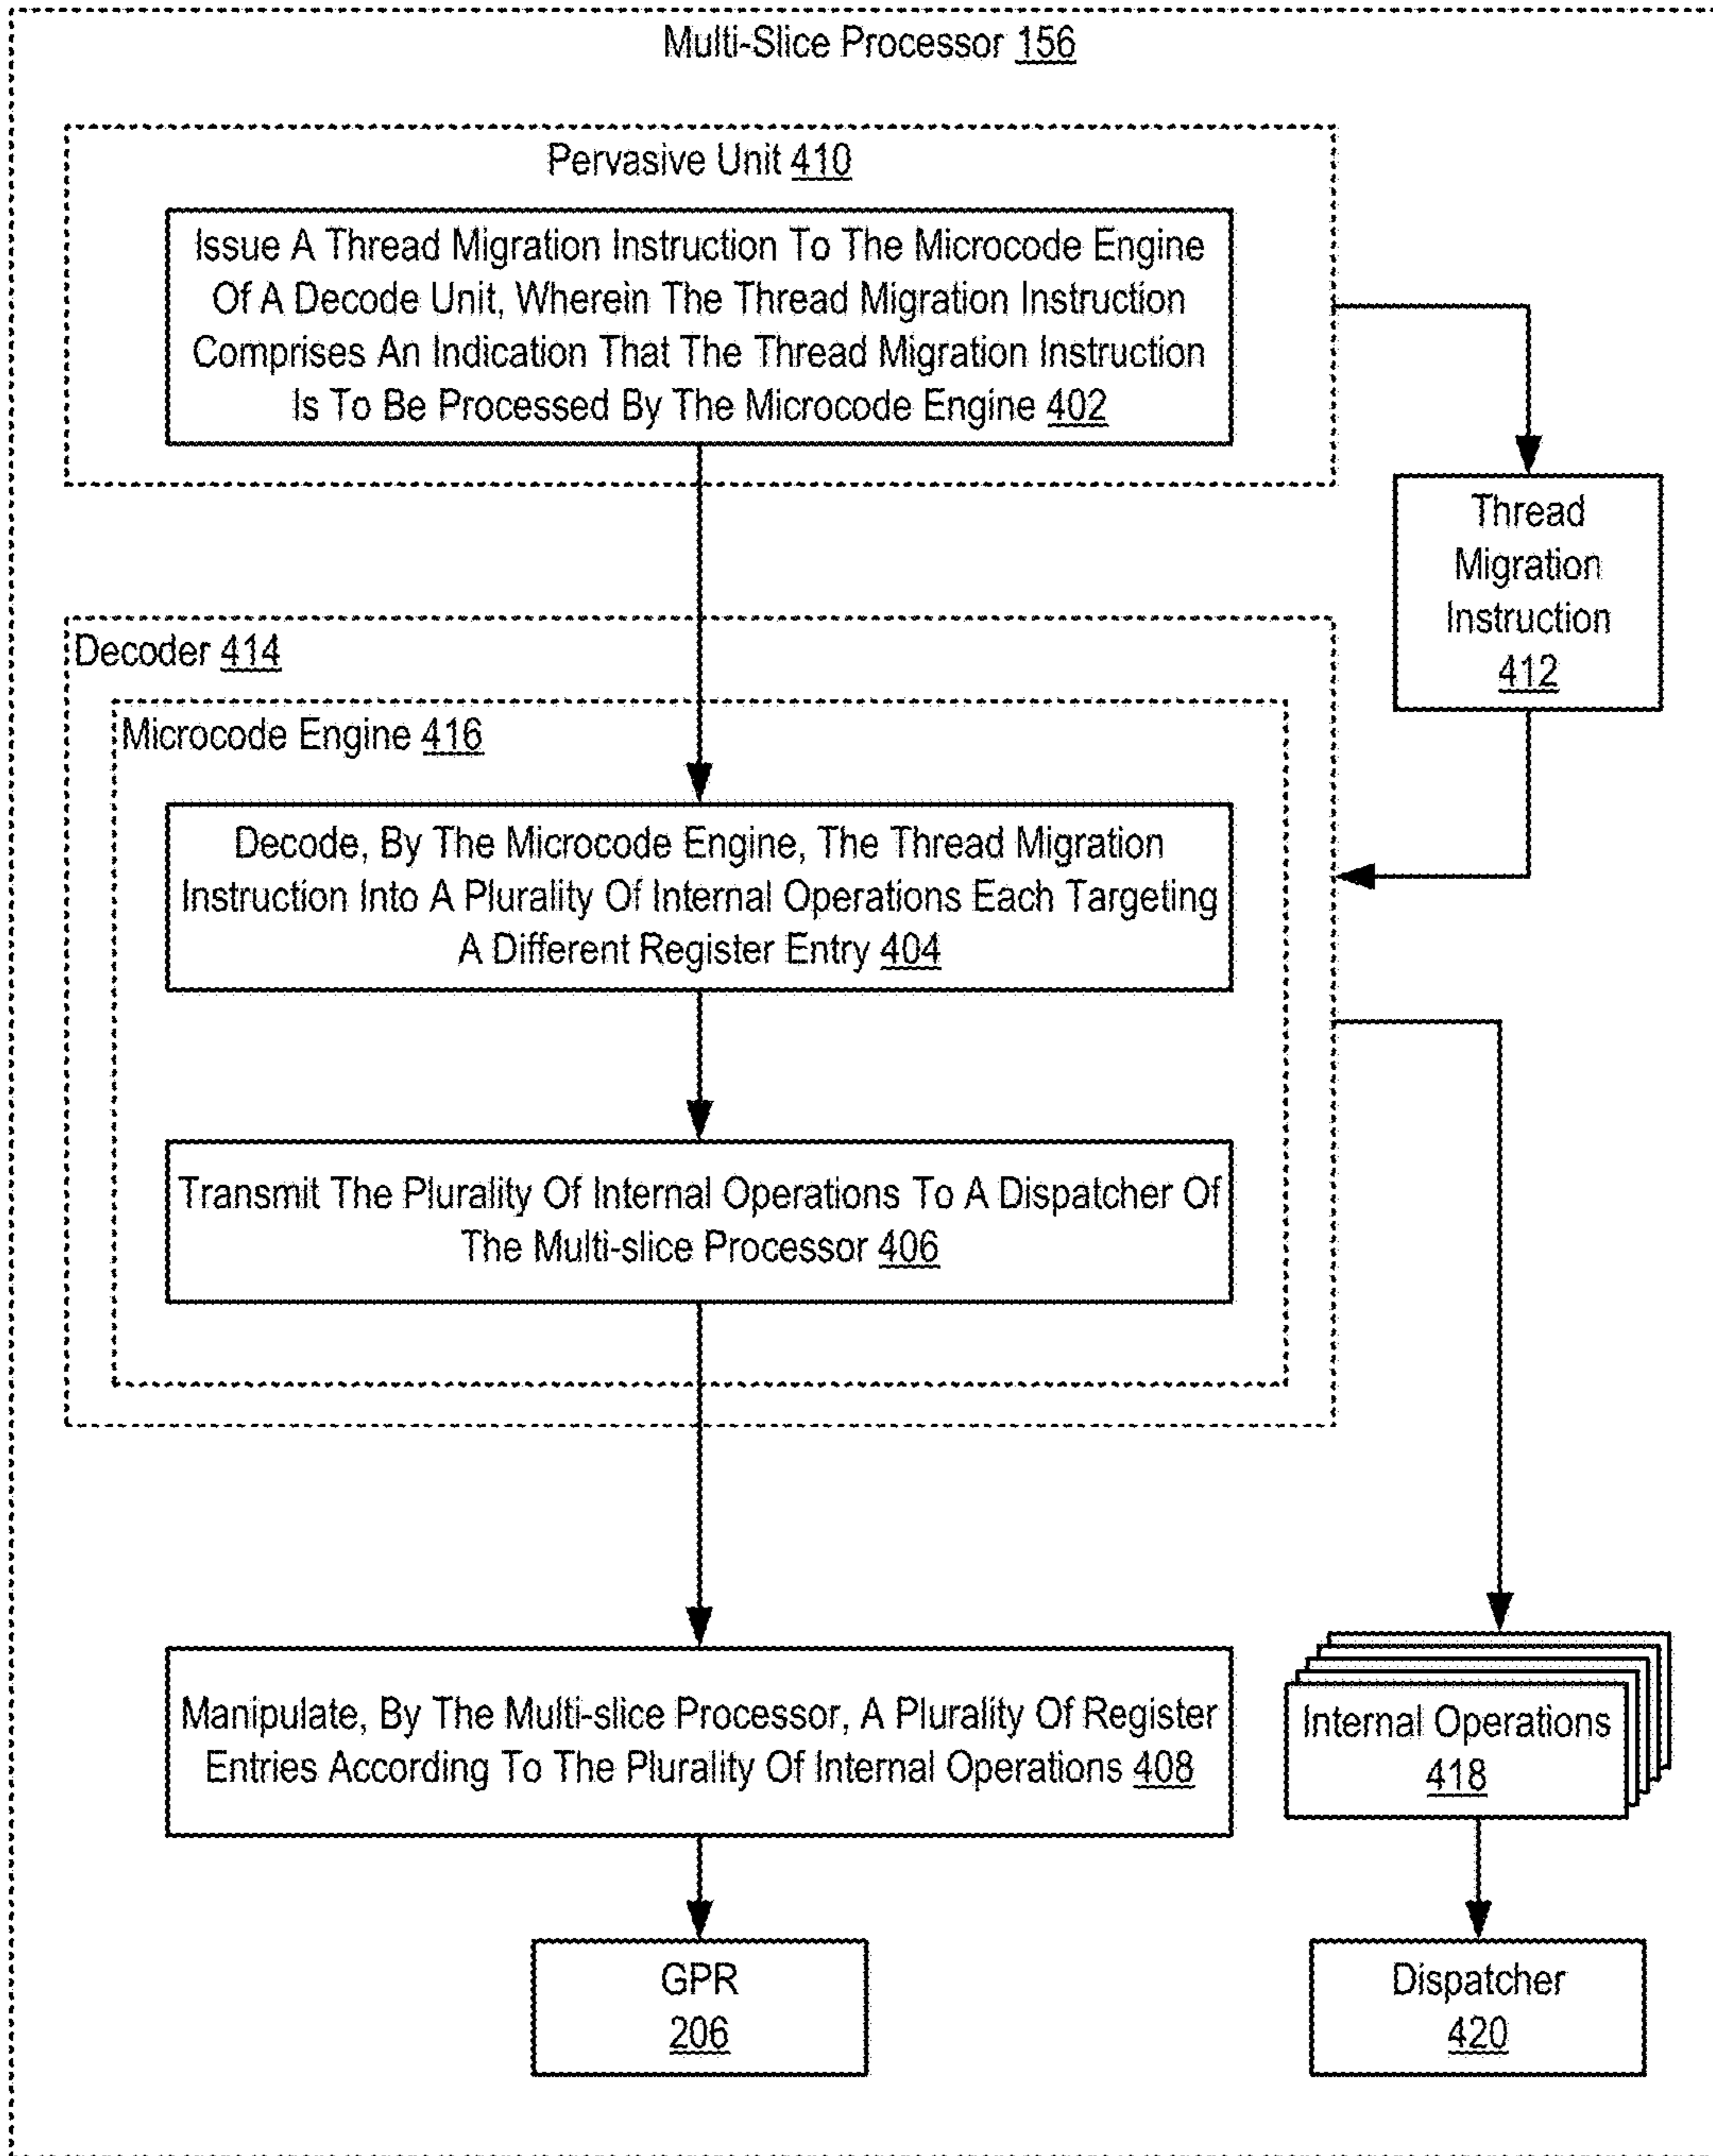 Multi-Slice Processor 156
Pervasive Unit 410
Issue A Thread Migration Instruction To The Microcode Engine
Of A Decode Unit, Wherein The Thread Migration Instruction
Comprises An Indication That The Thread Migration Instruction
Is To Be Processed By The Microcode Engine 402
Thread
Migration
Instruction
412
Decoder 414
Microcode Engine 416
Decode, By The Microcode Engine, The Thread Migration
Instruction Into A Plurality Of Internal Operations Each Targeting
A Different Register Entry 404
Transmit The Plurality Of Internal Operations To A Dispatcher Of
The Multi-slice Processor 406
Manipulate, By The Multi-slice Processor, A Plurality Of Register
Entries According To The Plurality Of Internal Operations 408
Internal Operations
418
GPR
206
Dispatcher
420